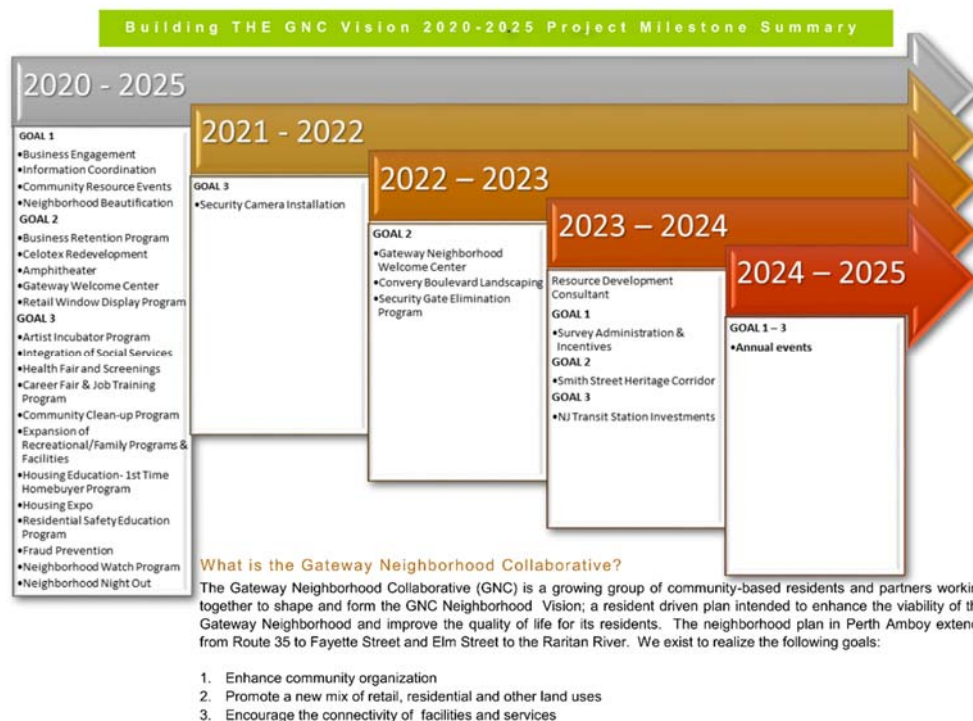 Building THE GNC Vision 2020-2025 Project Milestone Summary
2020 - 2025
GOAL 1
•Business Engagement
•Information Coordination
•Community Resource Events
•Neighborhood Beautification
GOAL 2
•Business Retention Program
•Celotex Redevelopment
•Amphitheater
•Gateway Welcome Center
•Retail Window Display Program
GOAL 3
•Artist Incubator Program
•Integration of Social Services
•Health Fair and Screenings
•Career Fair & Job Training
Program
•Community Clean-up Program
•Expansion of
Recreational/Family Programs &
Facilities
•Housing Education- 1st Time
Homebuyer Program
•Housing Expo
•Residential Safety Education
Program
•Fraud Prevention
•Neighborhood Watch Program
•Neighborhood Night Out
2021 - 2022
GOAL 3
•Security Camera Installation
2022 – 2023
GOAL 2
•Gateway Neighborhood
Welcome Center
•Convery Boulevard Landscaping
•Security Gate Elimination
Program
2023 – 2024
Resource Development
Consultant
GOAL 1
•Survey Administration &
Incentives
GOAL 2
•Smith Street Heritage Corridor
GOAL 3
•NJ Transit Station Investments
2024 – 2025
GOAL 1 – 3
•Annual events
What is the Gateway Neighborhood Collaborative?
The Gateway Neighborhood Collaborative (GNC) is a growing group of community-based residents and partners workin
together to shape and form the GNC Neighborhood Vision; a resident driven plan intended to enhance the viability of th
Gateway Neighborhood and improve the quality of life for its residents. The neighborhood plan in Perth Amboy extend
from Route 35 to Fayette Street and Elm Street to the Raritan River. We exist to realize the following goals:
1. Enhance community organization
2. Promote a new mix of retail, residential and other land uses
3. Encourage the connectivity of facilities and services